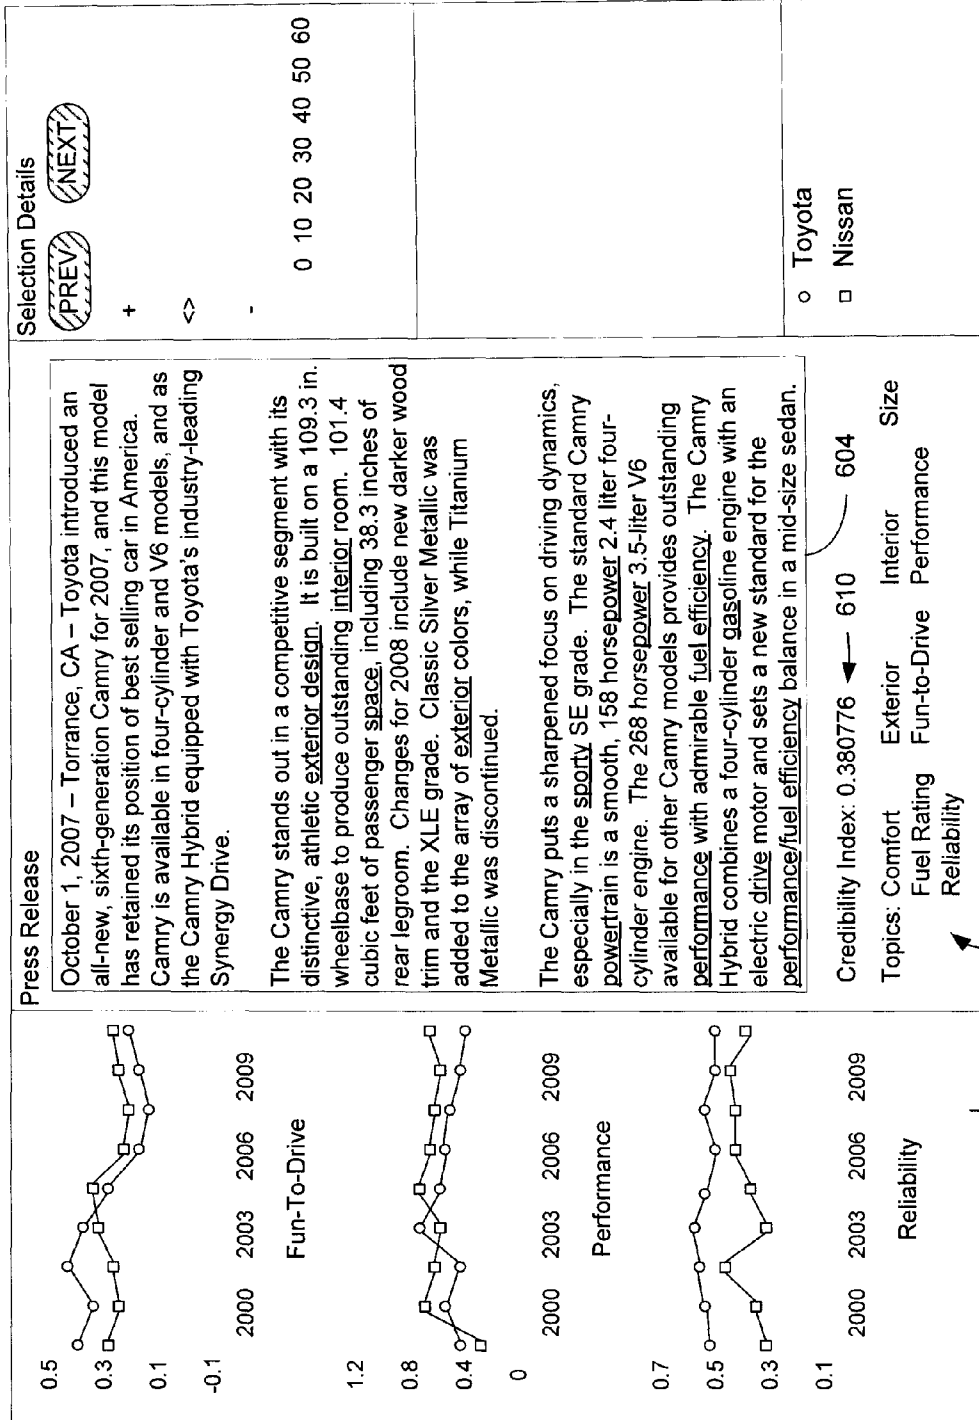 0.5
0.3
0.1
-0.1
2000 2003 2006 2009
Fun-To-Drive
1.2
0.8
0.4
0
2000 2003 2006 2009
Performance
0.7
0.5
0.3
0.1
2000 2003 2006 2009
Reliability
Press Release
October 1, 2007 – Torrance, CA – Toyota introduced an
all-new, sixth-generation Camry for 2007, and this model
has retained its position of best selling car in America.
Camry is available in four-cylinder and V6 models, and as
the Camry Hybrid equipped with Toyota's industry-leading
Synergy Drive.
The Camry stands out in a competitive segment with its
distinctive, athletic exterior design. It is built on a 109.3 in.
wheelbase to produce outstanding interior room. 101.4
cubic feet of passenger space, including 38.3 inches of
rear legroom. Changes for 2008 include new darker wood
trim and the XLE grade. Classic Silver Metallic was
added to the array of exterior colors, while Titanium
Metallic was discontinued.
The Camry puts a sharpened focus on driving dynamics,
especially in the sporty SE grade. The standard Camry
powertrain is a smooth, 158 horsepower 2.4 liter four-
cylinder engine. The 268 horsepower 3.5-liter V6
available for other Camry models provides outstanding
performance with admirable fuel efficiency. The Camry
Hybrid combines a four-cylinder gasoline engine with an
electric drive motor and sets a new standard for the
performance/fuel efficiency balance in a mid-size sedan.
Credibility Index: 0.380776 610 604
Topics: Comfort Exterior Interior Size
Fuel Rating Fun-to-Drive Performance
Reliability
Selection Details
PREV NEXT
+
<>
-
0 10 20 30 40 50 60
Toyota
Nissan